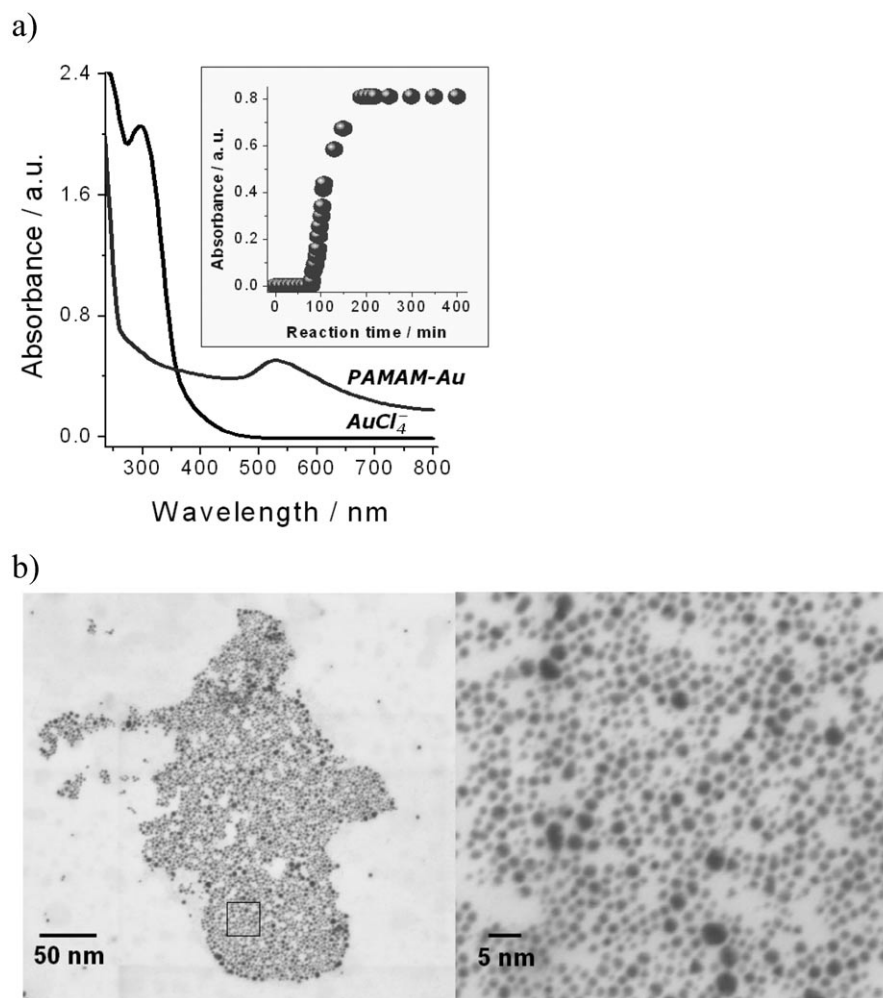 a)
2.4
1.6
0.8
0.0
Absorbance / a.u.
300 400 500 600 700 800
Wavelength / nm
0.8
0.6
0.4
0.2
0.0
Absorbance / a. u.
0 100 200 300 400
Reaction time / min
PAMAM-Au
AuCl₄⁻
b)
50 nm
5 nm